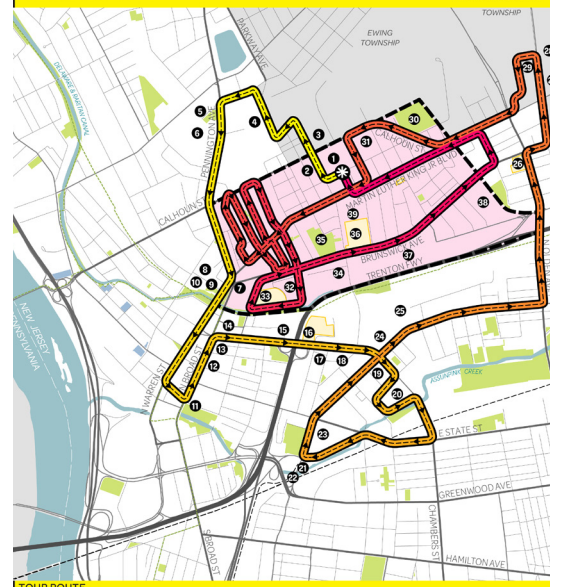 EWING
TOWNSHIP
TOWNSHIP
PARKWAY AVE
DELAWARE & RARITAN CANAL
PENNINGTON AVE
CALHOUN ST
CALHOUN ST
MARTIN LUTHER KING JR BLVD
BRUNSWICK AVE
TRENTON FWY
NEW JERSEY
PENNSYLVANIA
N WARREN ST
N BROAD ST
ASSUNPINK CREEK
E STATE ST
GREENWOOD AVE
CHAMBERS ST
S BROAD ST
HAMILTON AVE
1
2
3
4
5
6
7
8
9
10
11
12
13
14
15
16
17
18
19
20
21
22
23
24
25
26
29
30
31
32
33
34
35
36
37
38
39
TOUR ROUTE